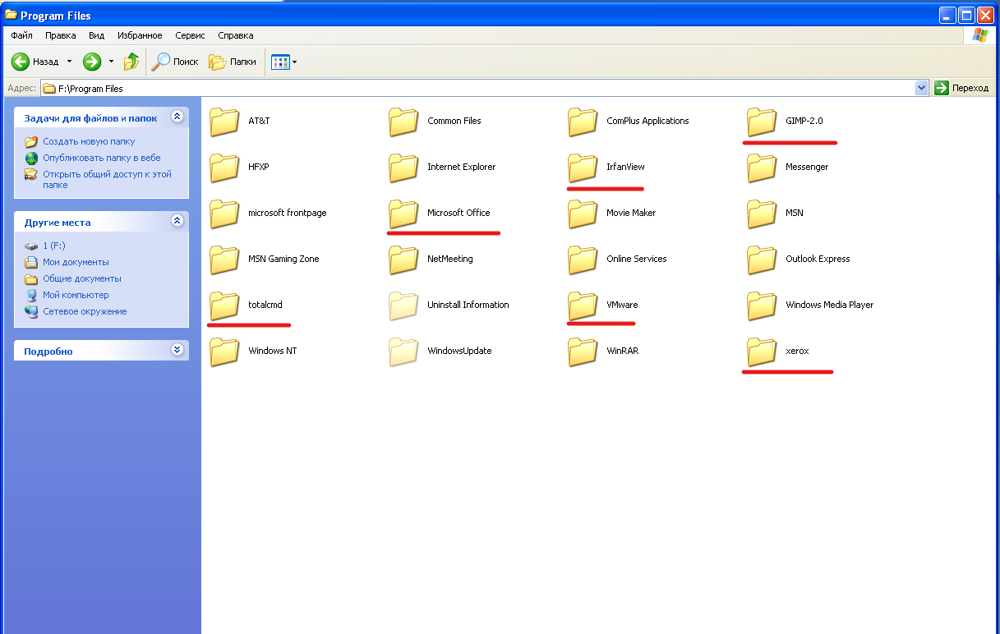 Program Files
Файл Правка Вид Избранное Сервис Справка
Назад Поиск Папки
Адрес: F:\Program Files Переход
Задачи для файлов и папок
Создать новую папку
Опубликовать папку в вебе
Открыть общий доступ к этой
папке
Другие места
1 (F:)
Мои документы
Общие документы
Мой компьютер
Сетевое окружение
Подробно
AT&T Common Files ComPlus Applications GIMP-2.0
HFXP Internet Explorer IrfanView Messenger
microsoft frontpage Microsoft Office Movie Maker MSN
MSN Gaming Zone NetMeeting Online Services Outlook Express
totalcmd Uninstall Information VMware Windows Media Player
Windows NT WindowsUpdate WinRAR xerox